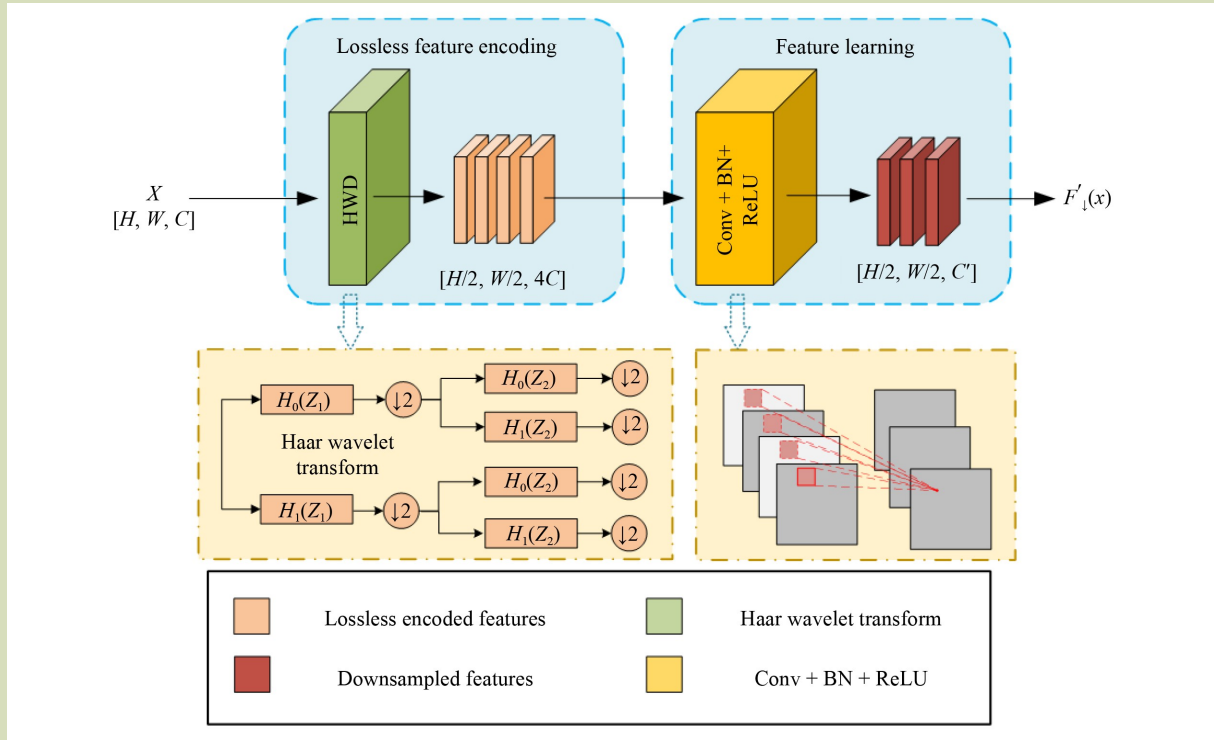 Lossless feature encoding
Feature learning
X
[H, W, C]
HWD
[H/2, W/2, 4C]
Conv + BN+
ReLU
[H/2, W/2, C′]
F′↓(x)
H₀(Z₁)
↓2
H₀(Z₂)
↓2
H₁(Z₂)
↓2
Haar wavelet
transform
H₁(Z₁)
↓2
H₀(Z₂)
↓2
H₁(Z₂)
↓2
Lossless encoded features
Haar wavelet transform
Downsampled features
Conv + BN + ReLU